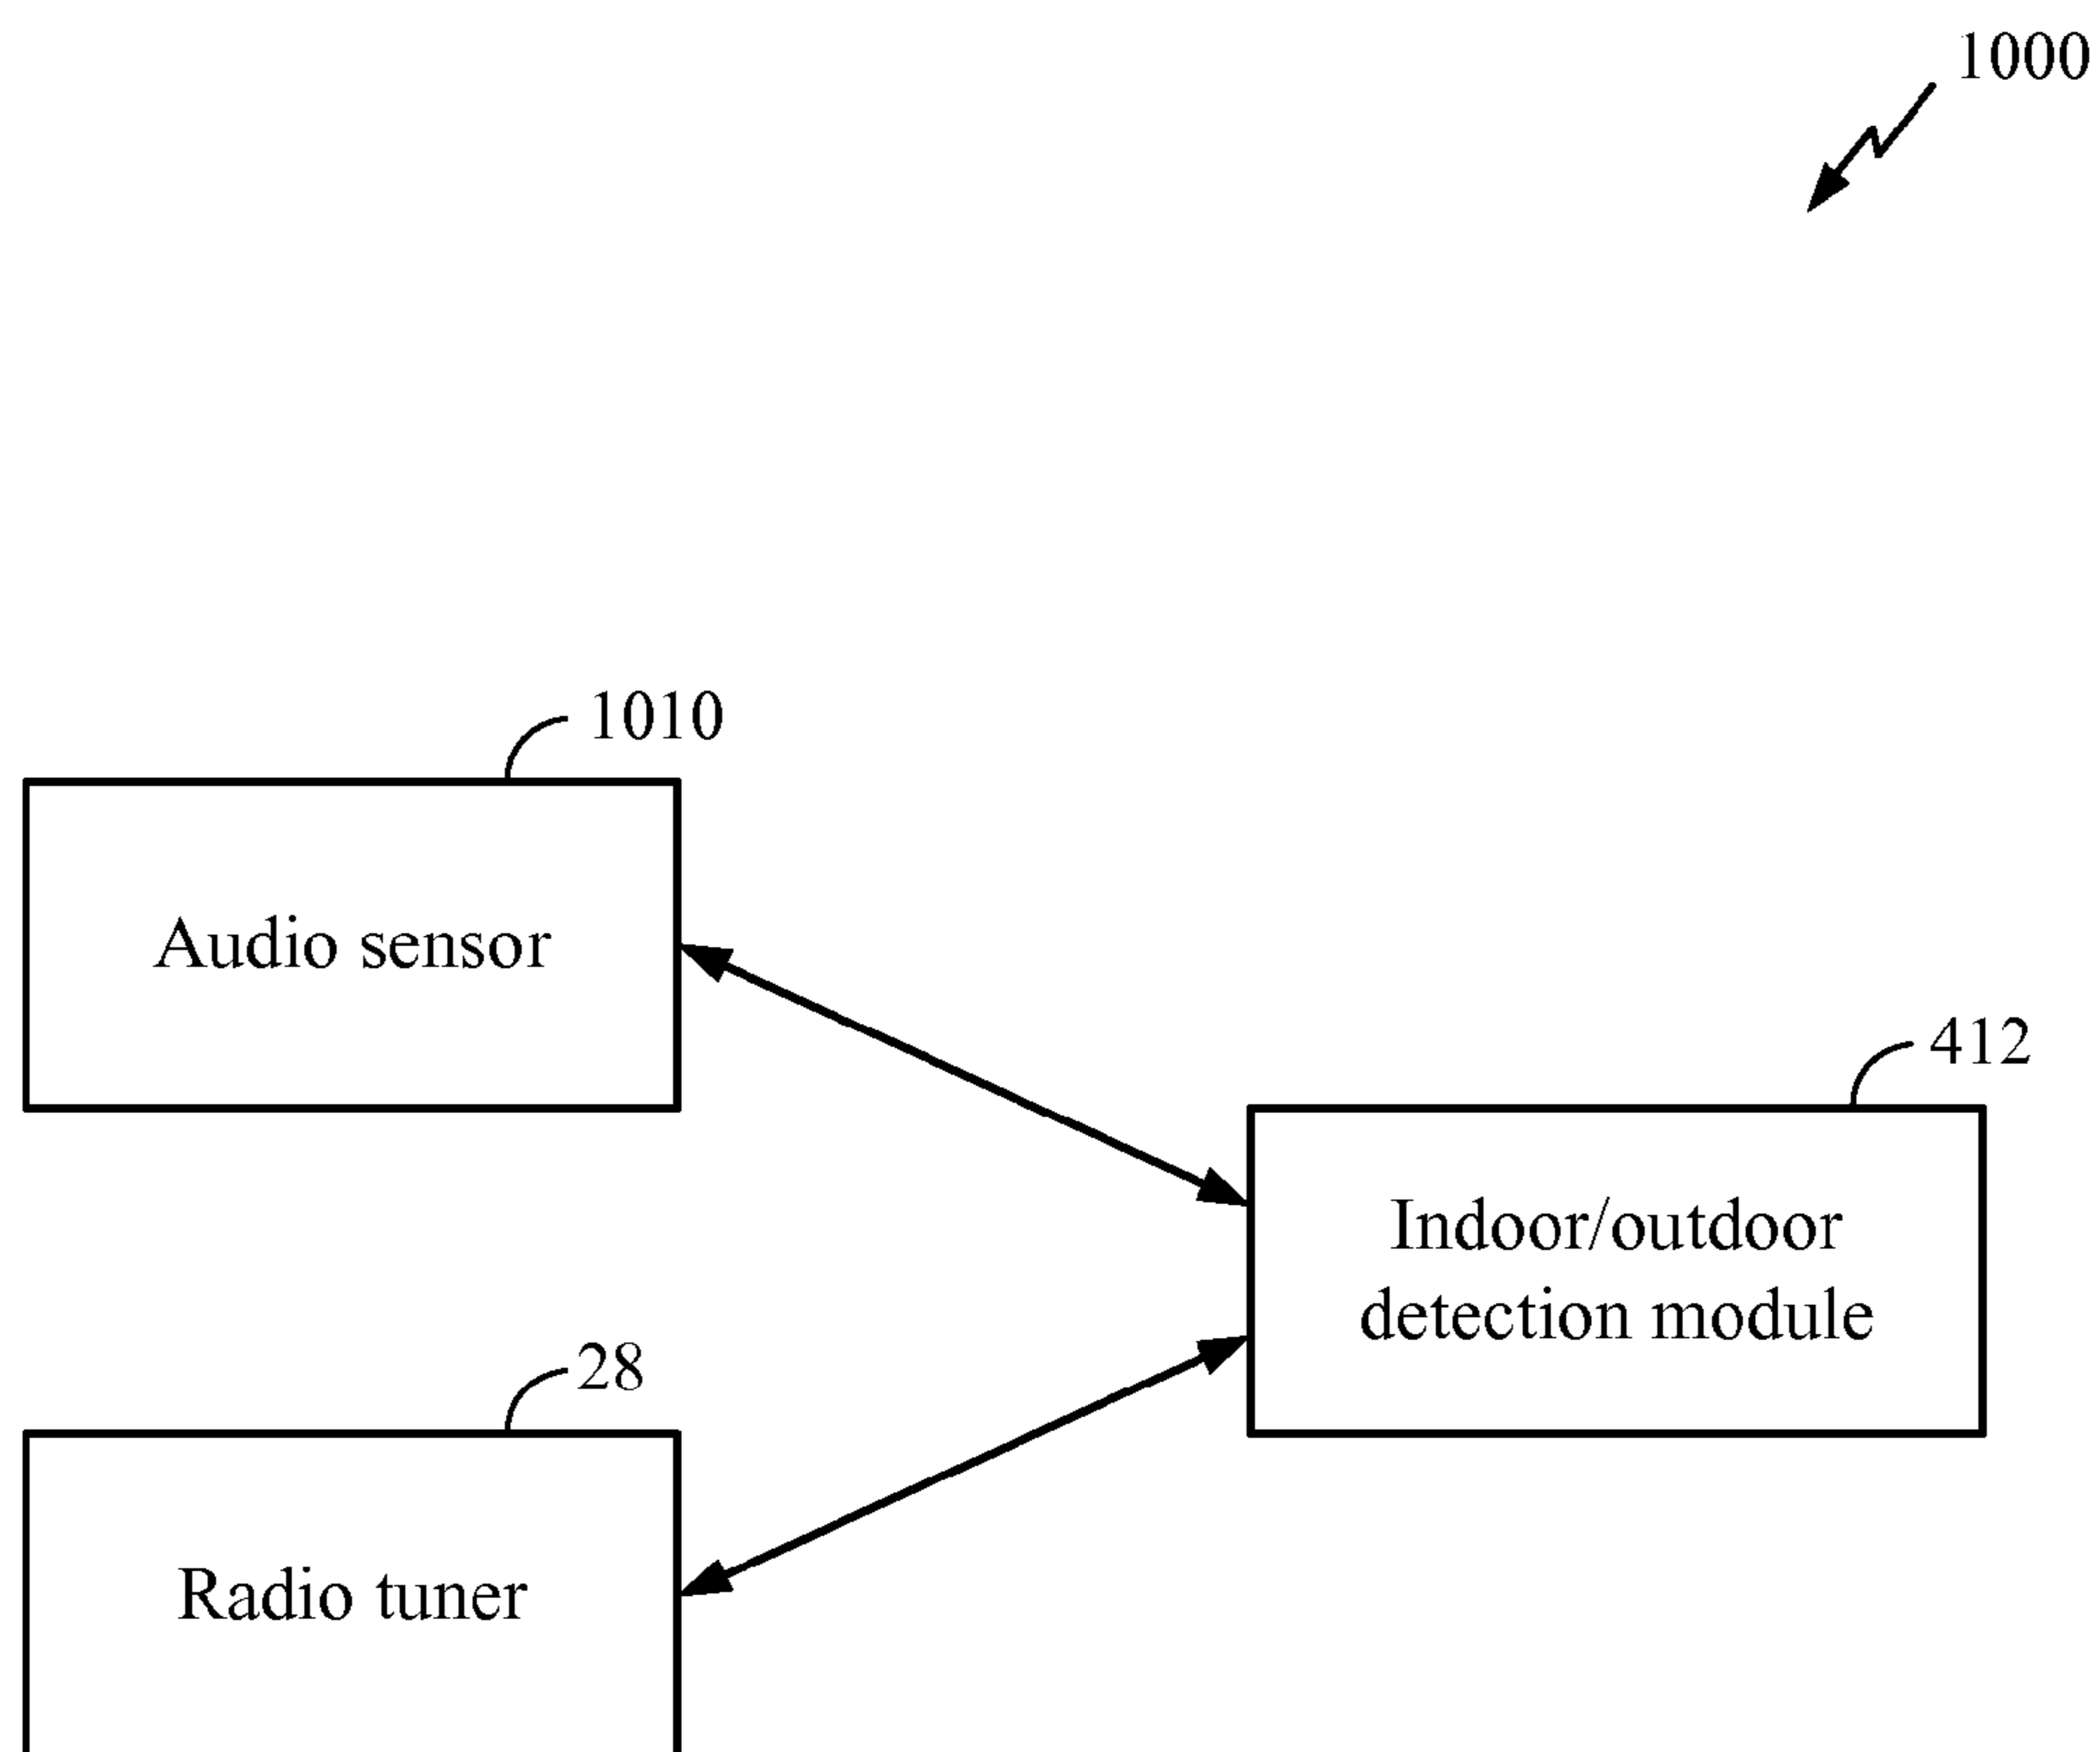 1000
1010
Audio sensor
412
Indoor/outdoor
detection module
28
Radio tuner